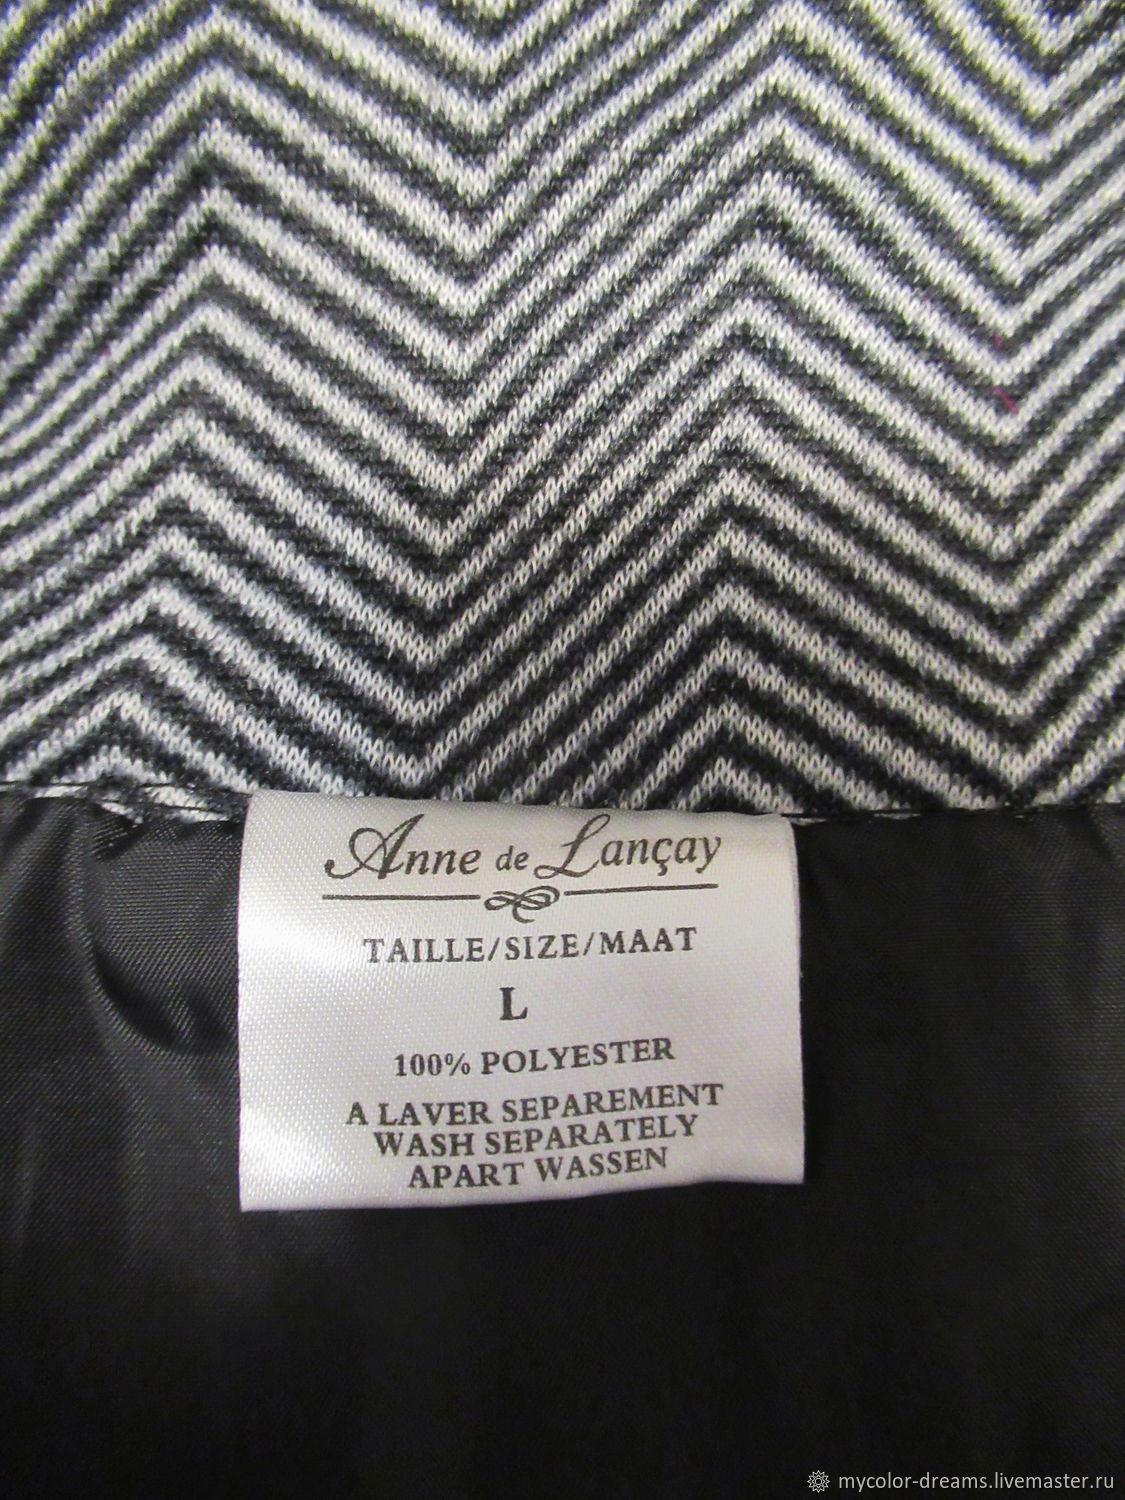 Anne de Lançay
TAILLE/SIZE/MAAT
L
100% POLYESTER
A LAVER SEPAREMENT
WASH SEPARATELY
APART WASSEN
mycolor-dreams.livemaster.ru